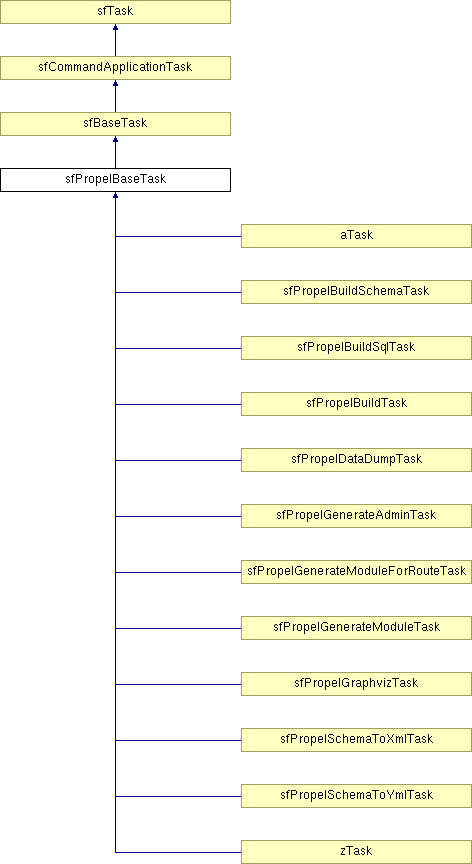 sfTask
sfCommandApplicationTask
sfBaseTask
sfPropelBaseTask
aTask
sfPropelBuildSchemaTask
sfPropelBuildSqlTask
sfPropelBuildTask
sfPropelDataDumpTask
sfPropelGenerateAdminTask
sfPropelGenerateModuleForRouteTask
sfPropelGenerateModuleTask
sfPropelGraphvizTask
sfPropelSchemaToXmlTask
sfPropelSchemaToYmlTask
zTask